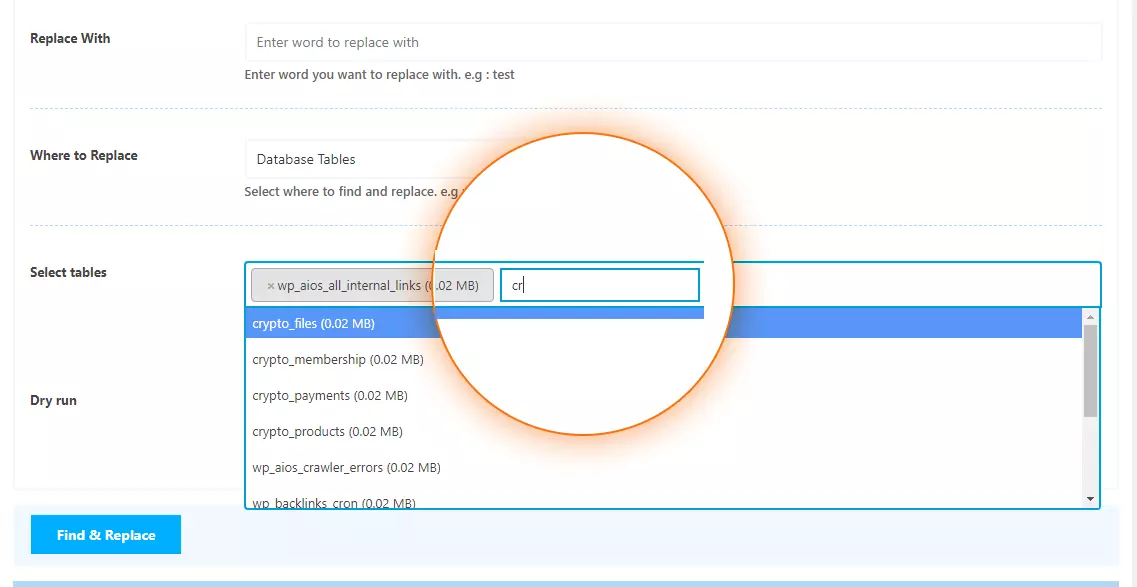 Replace With
Enter word to replace with
Enter word you want to replace with. e.g : test
Where to Replace
Database Tables
Select where to find and replace. e.g
Select tables
× wp_aios_all_internal_links (0.02 MB)
cr
crypto_files (0.02 MB)
crypto_membership (0.02 MB)
Dry run
crypto_payments (0.02 MB)
crypto_products (0.02 MB)
wp_aios_crawler_errors (0.02 MB)
wp_backlinks_cron (0.02 MB)
Find & Replace